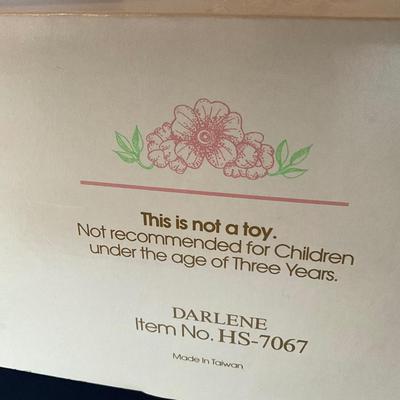 This is not a toy.
Not recommended for Children
under the age of Three Years.
DARLENE
Item No. HS-7067
Made In Taiwan